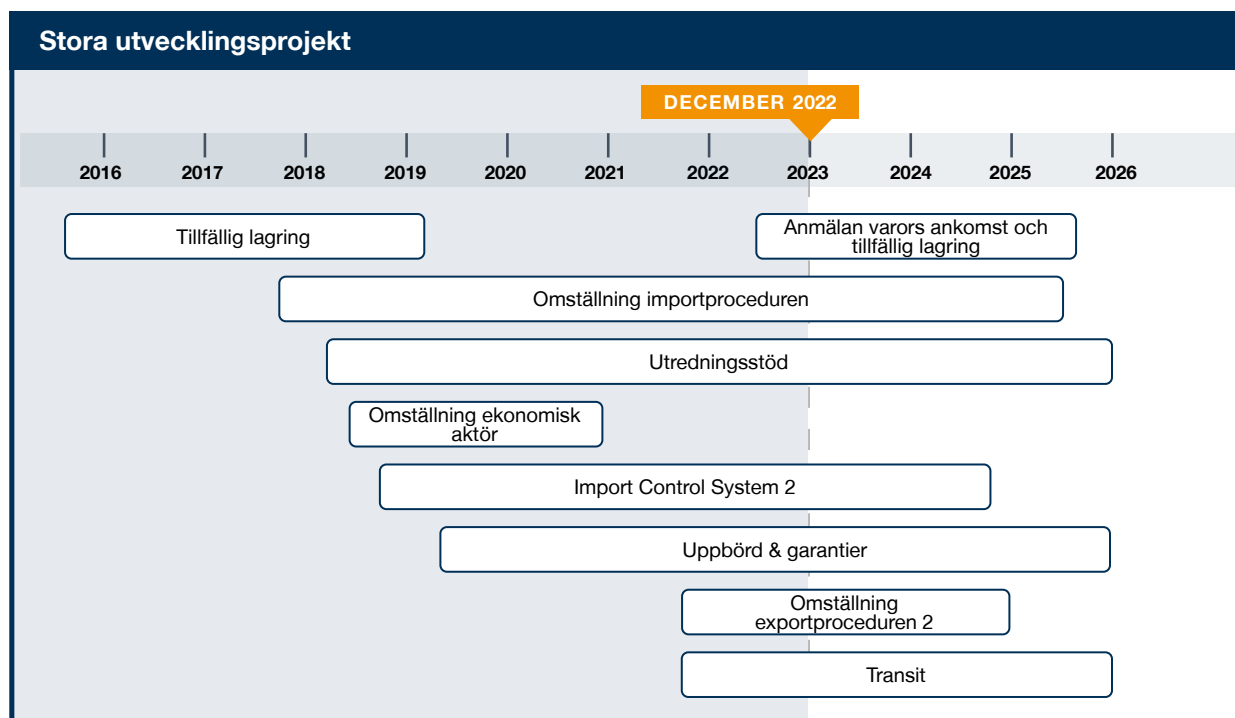 Stora utvecklingsprojekt
DECEMBER 2022
2016 2017 2018 2019 2020 2021 2022 2023 2024 2025 2026
Tillfällig lagring
Anmälan varors ankomst och
tillfällig lagring
Omställning importproceduren
Utredningsstöd
Omställning ekonomisk
aktör
Import Control System 2
Uppbörd & garantier
Omställning
exportproceduren 2
Transit